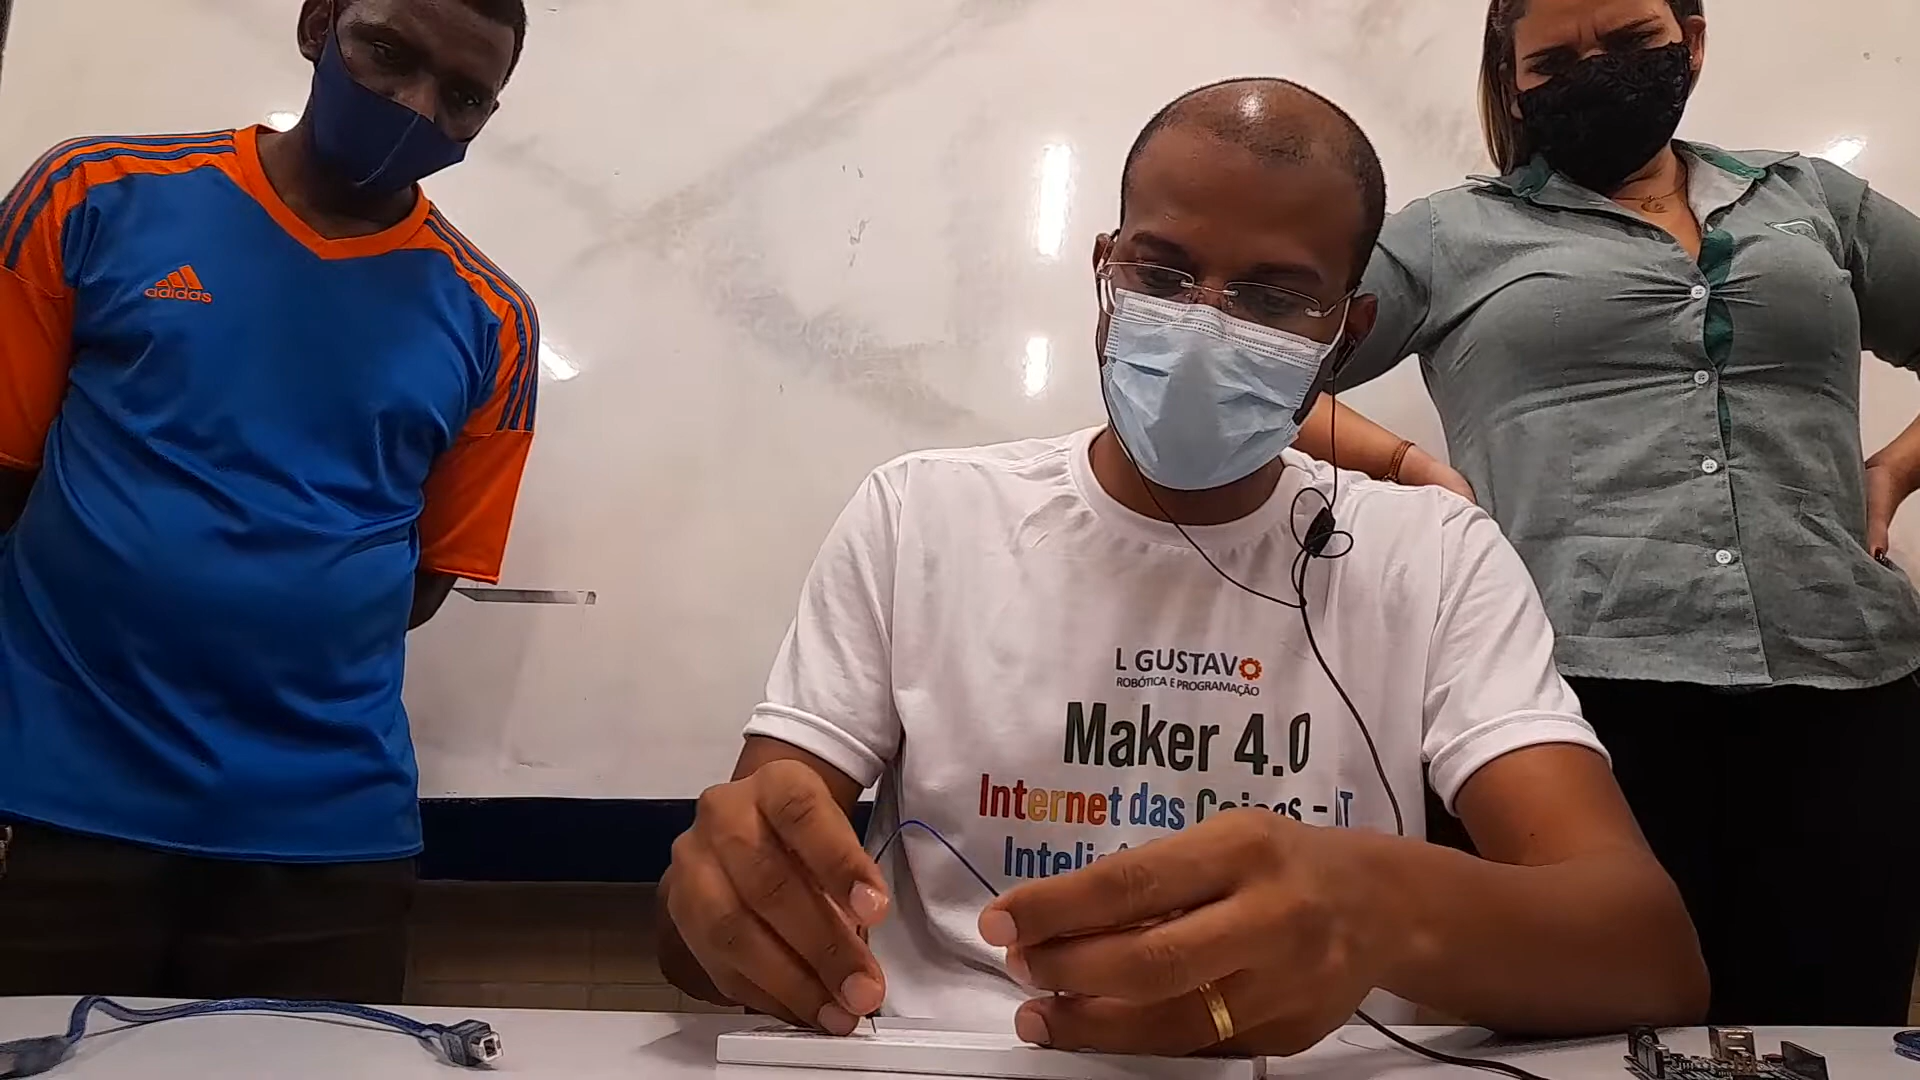 adidas
L GUSTAVO
ROBÓTICA E PROGRAMAÇÃO
Maker 4.0
Internet das